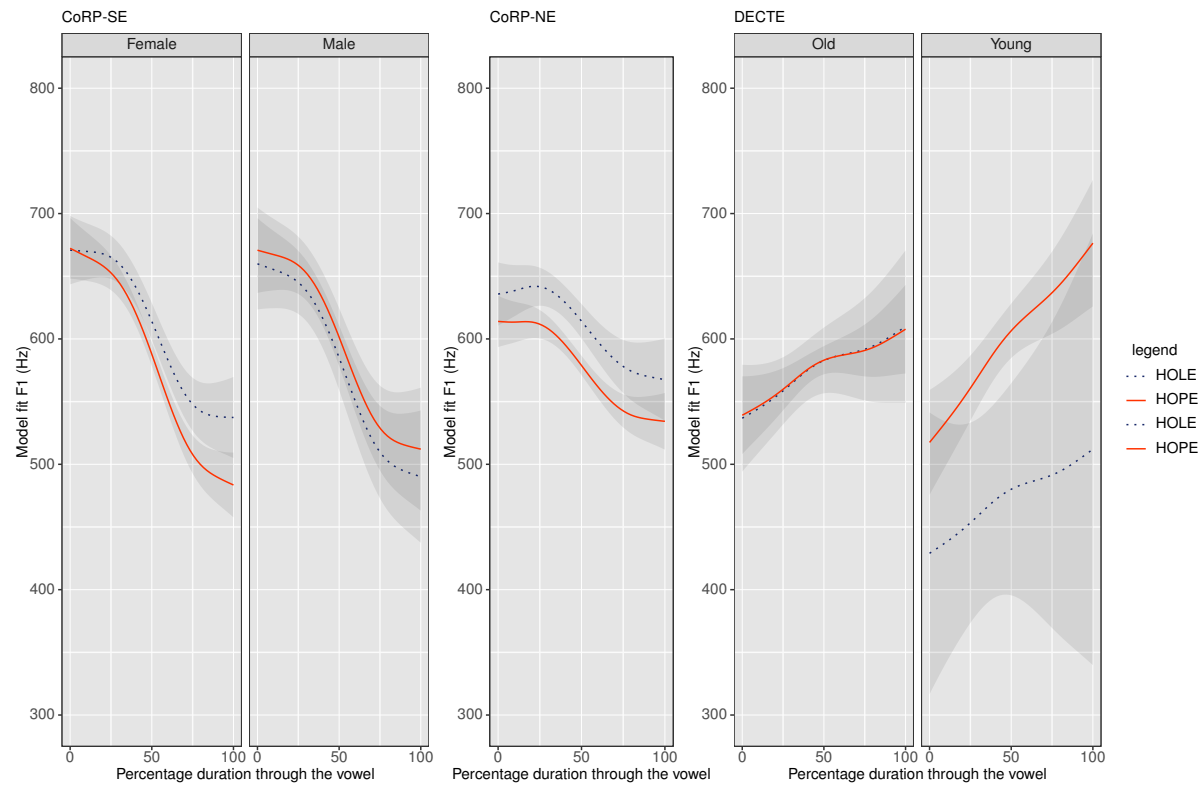 CoRP-SE
Female
Male
Model fit F1 (Hz)
800
700
600
500
400
300
0
50
100
0
50
100
Percentage duration through the vowel
CoRP-NE
Model fit F1 (Hz)
800
700
600
500
400
300
0
50
100
Percentage duration through the vowel
DECTE
Old
Young
Model fit F1 (Hz)
800
700
600
500
400
300
0
50
100
0
50
100
Percentage duration through the vowel
legend
HOLE
HOPE
HOLE
HOPE